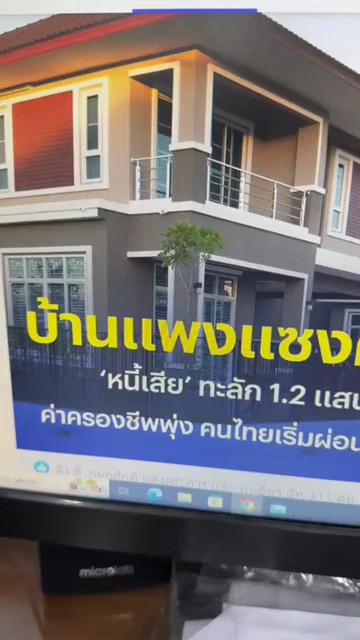 บ้านแพงแซง
‘หนี้เสีย’ ทะลัก 1.2 แสน
ค่าครองชีพพุ่ง คนไทยเริ่มผ่อน
microlab